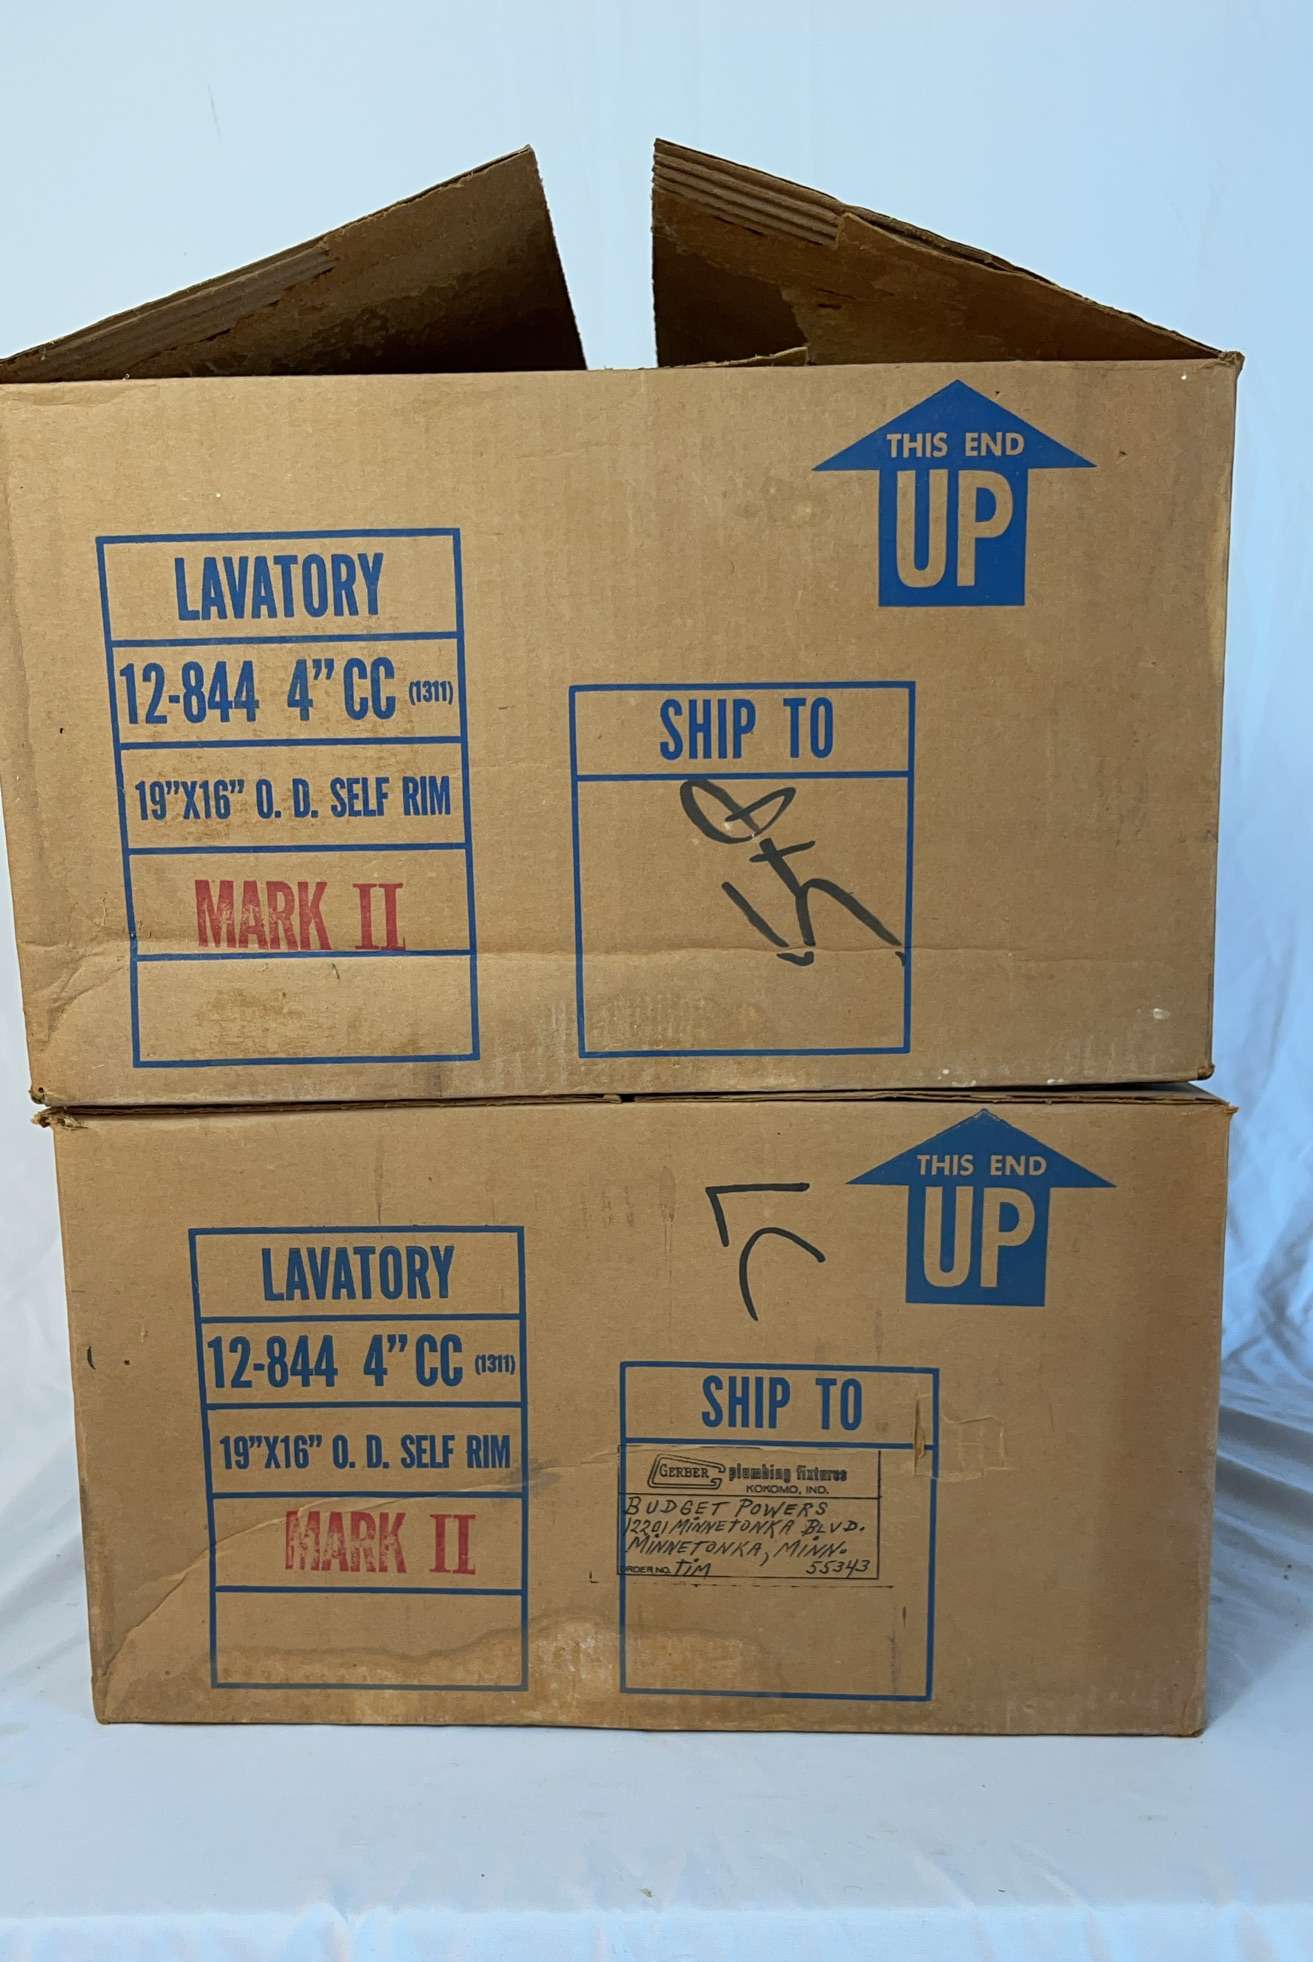 THIS END
UP
LAVATORY
12-844 4" CC (1311)
19"X16" O. D. SELF RIM
MARK II
SHIP TO
THIS END
UP
LAVATORY
12-844 4" CC (1311)
19"X16" O. D. SELF RIM
MARK II
SHIP TO
GERBER plumbing fixtures
KOKOMO, IND.
BUDGET POWERS
12201 MINNETONKA BLVD.
MINNETONKA, MINN.
ORDER NO. TIM 55343